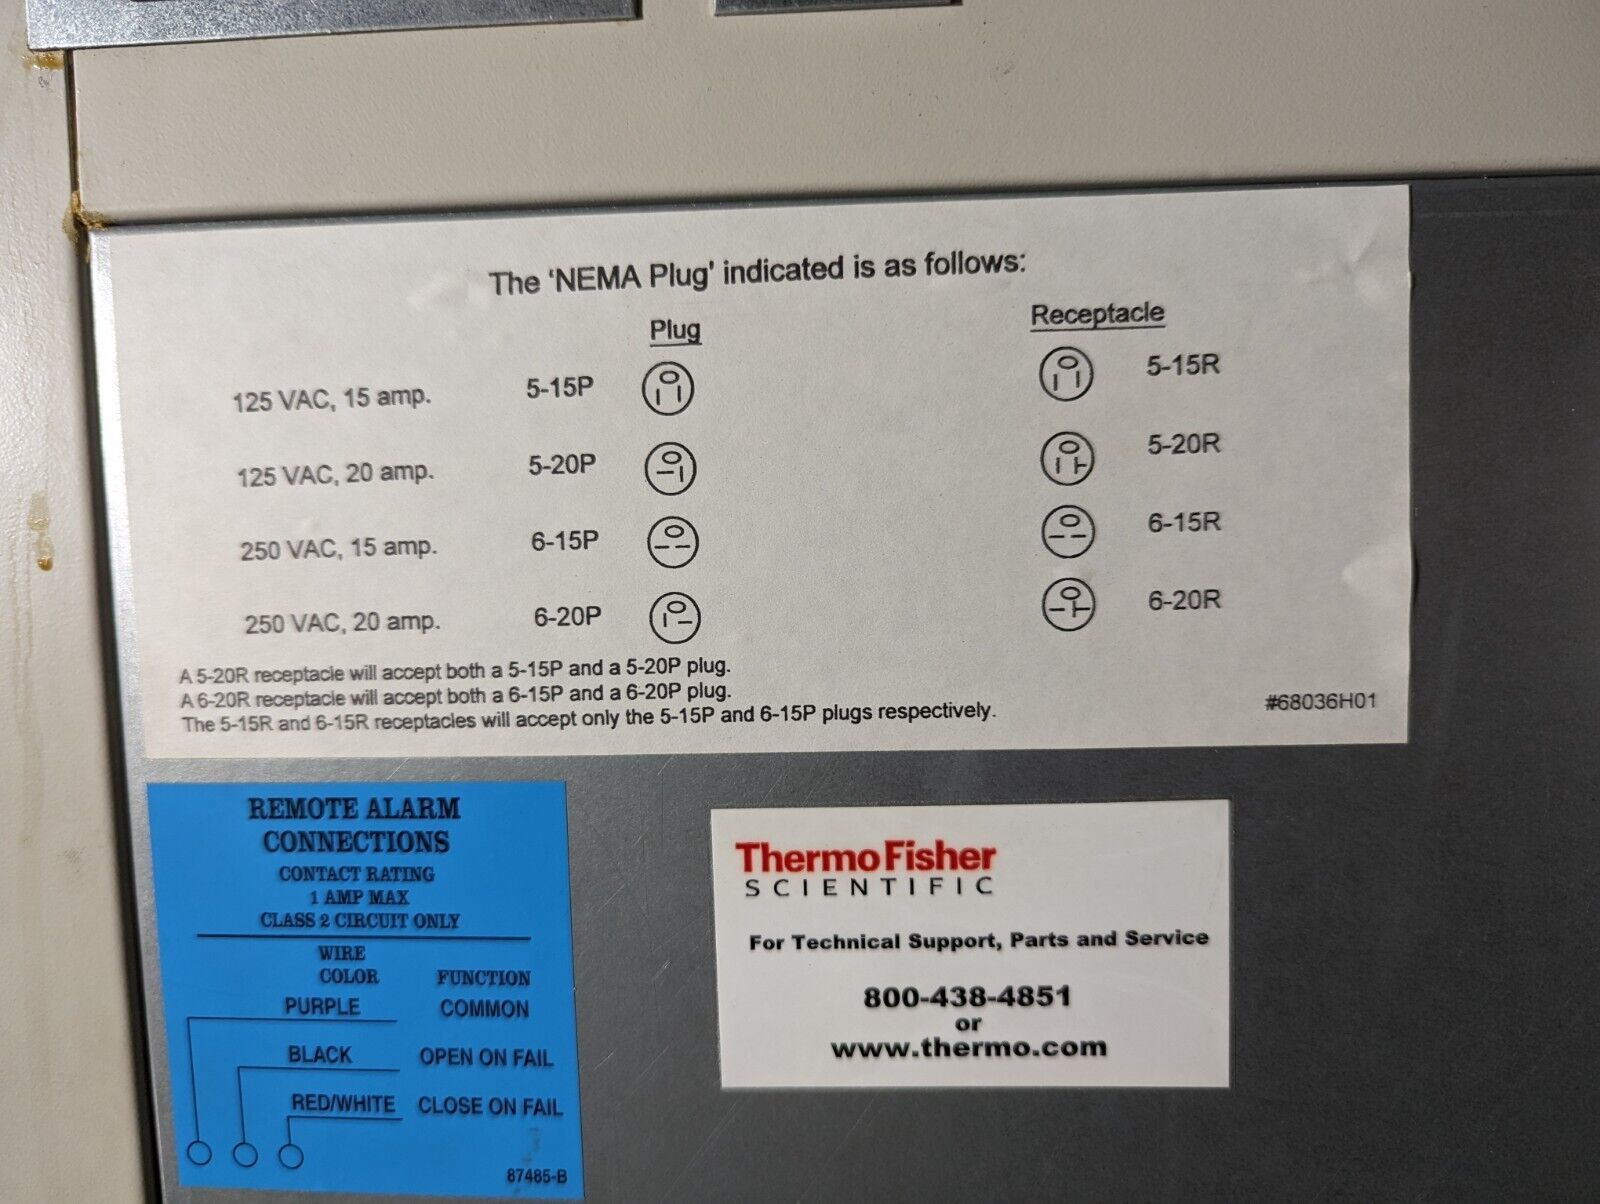 The 'NEMA Plug' indicated is as follows:
Plug Receptacle
125 VAC, 15 amp. 5-15P 5-15R
125 VAC, 20 amp. 5-20P 5-20R
250 VAC, 15 amp. 6-15P 6-15R
250 VAC, 20 amp. 6-20P 6-20R
A 5-20R receptacle will accept both a 5-15P and a 5-20P plug.
A 6-20R receptacle will accept both a 6-15P and a 6-20P plug.
The 5-15R and 6-15R receptacles will accept only the 5-15P and 6-15P plugs respectively.
#68036H01
REMOTE ALARM
CONNECTIONS
CONTACT RATING
1 AMP MAX
CLASS 2 CIRCUIT ONLY
WIRE
COLOR FUNCTION
PURPLE COMMON
BLACK OPEN ON FAIL
RED/WHITE CLOSE ON FAIL
87485-B
ThermoFisher
SCIENTIFIC
For Technical Support, Parts and Service
800-438-4851
or
www.thermo.com